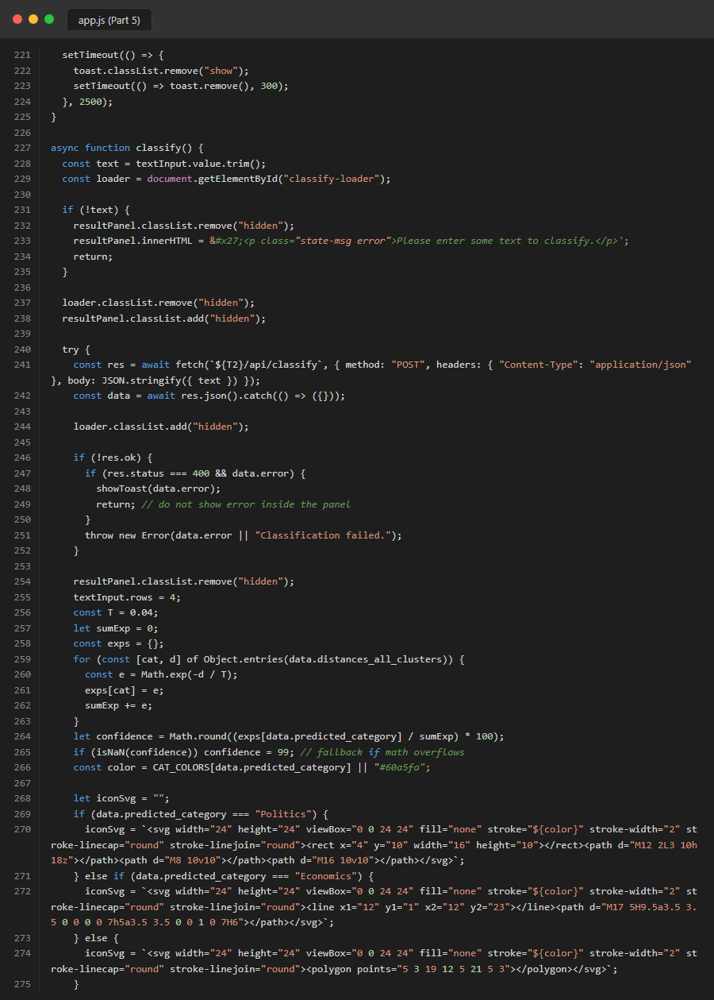 app.js (Part 5)
221   setTimeout(() => {
222     toast.classList.remove("show");
223     setTimeout(() => toast.remove(), 300);
224   }, 2500);
225 }
226
227 async function classify() {
228   const text = textInput.value.trim();
229   const loader = document.getElementById("classify-loader");
230
231   if (!text) {
232     resultPanel.classList.remove("hidden");
233     resultPanel.innerHTML = &#x27;<p class="state-msg error">Please enter some text to classify.</p>';
234     return;
235   }
236
237   loader.classList.remove("hidden");
238   resultPanel.classList.add("hidden");
239
240   try {
241     const res = await fetch(`${T2}/api/classify`, { method: "POST", headers: { "Content-Type": "application/json"
}, body: JSON.stringify({ text }) });
242     const data = await res.json().catch(() => ({}));
243
244     loader.classList.add("hidden");
245
246     if (!res.ok) {
247       if (res.status === 400 && data.error) {
248         showToast(data.error);
249         return; // do not show error inside the panel
250       }
251       throw new Error(data.error || "Classification failed.");
252     }
253
254     resultPanel.classList.remove("hidden");
255     textInput.rows = 4;
256     const T = 0.04;
257     let sumExp = 0;
258     const exps = {};
259     for (const [cat, d] of Object.entries(data.distances_all_clusters)) {
260       const e = Math.exp(-d / T);
261       exps[cat] = e;
262       sumExp += e;
263     }
264     let confidence = Math.round((exps[data.predicted_category] / sumExp) * 100);
265     if (isNaN(confidence)) confidence = 99; // fallback if math overflows
266     const color = CAT_COLORS[data.predicted_category] || "#60a5fa";
267
268     let iconSvg = "";
269     if (data.predicted_category === "Politics") {
270       iconSvg = `<svg width="24" height="24" viewBox="0 0 24 24" fill="none" stroke="${color}" stroke-width="2" st
roke-linecap="round" stroke-linejoin="round"><rect x="4" y="10" width="16" height="10"></rect><path d="M12 2L3 10h
18z"></path><path d="M8 10v10"></path><path d="M16 10v10"></path></svg>`;
271     } else if (data.predicted_category === "Economics") {
272       iconSvg = `<svg width="24" height="24" viewBox="0 0 24 24" fill="none" stroke="${color}" stroke-width="2" st
roke-linecap="round" stroke-linejoin="round"><line x1="12" y1="1" x2="12" y2="23"></line><path d="M17 5H9.5a3.5 3.
5 0 0 0 0 7h5a3.5 3.5 0 0 1 0 7H6"></path></svg>`;
273     } else {
274       iconSvg = `<svg width="24" height="24" viewBox="0 0 24 24" fill="none" stroke="${color}" stroke-width="2" st
roke-linecap="round" stroke-linejoin="round"><polygon points="5 3 19 12 5 21 5 3"></polygon></svg>`;
275     }